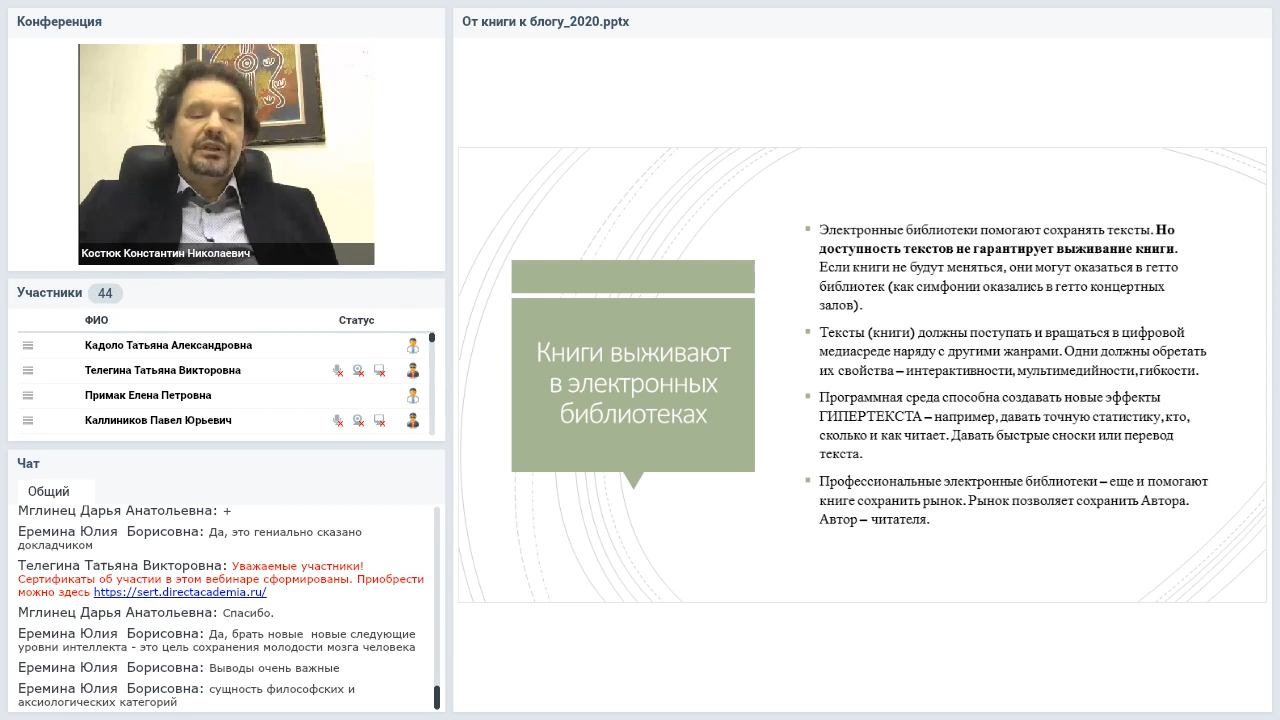 Конференция
Костюк Константин Николаевич
Участники 44
ФИО Статус
Кадоло Татьяна Александровна
Телегина Татьяна Викторовна
Примак Елена Петровна
Каллиников Павел Юрьевич
Чат
Общий
Мглинец Дарья Анатольевна: +
Еремина Юлия Борисовна: Да, это гениально сказано
докладчиком
Телегина Татьяна Викторовна: Уважаемые участники!
Сертификаты об участии в этом вебинаре сформированы. Приобрести
можно здесь https://sert.directacademia.ru/
Мглинец Дарья Анатольевна: Спасибо.
Еремина Юлия Борисовна: Да, брать новые новые следующие
уровни интеллекта - это цель сохранения молодости мозга человека
Еремина Юлия Борисовна: Выводы очень важные
Еремина Юлия Борисовна: сущность философских и
аксиологических категорий
От книги к блогу_2020.pptx
Книги выживают
в электронных
библиотеках
Электронные библиотеки помогают сохранять тексты. Но
доступность текстов не гарантирует выживание книги.
Если книги не будут меняться, они могут оказаться в гетто
библиотек (как симфонии оказались в гетто концертных
залов).
Тексты (книги) должны поступать и вращаться в цифровой
медиасреде наряду с другими жанрами. Одни должны обретать
их свойства – интерактивности, мультимедийности, гибкости.
Программная среда способна создавать новые эффекты
ГИПЕРТЕКСТА – например, давать точную статистику, кто,
сколько и как читает. Давать быстрые сноски или перевод
текста.
Профессиональные электронные библиотеки – еще и помогают
книге сохранить рынок. Рынок позволяет сохранить Автора.
Автор – читателя.